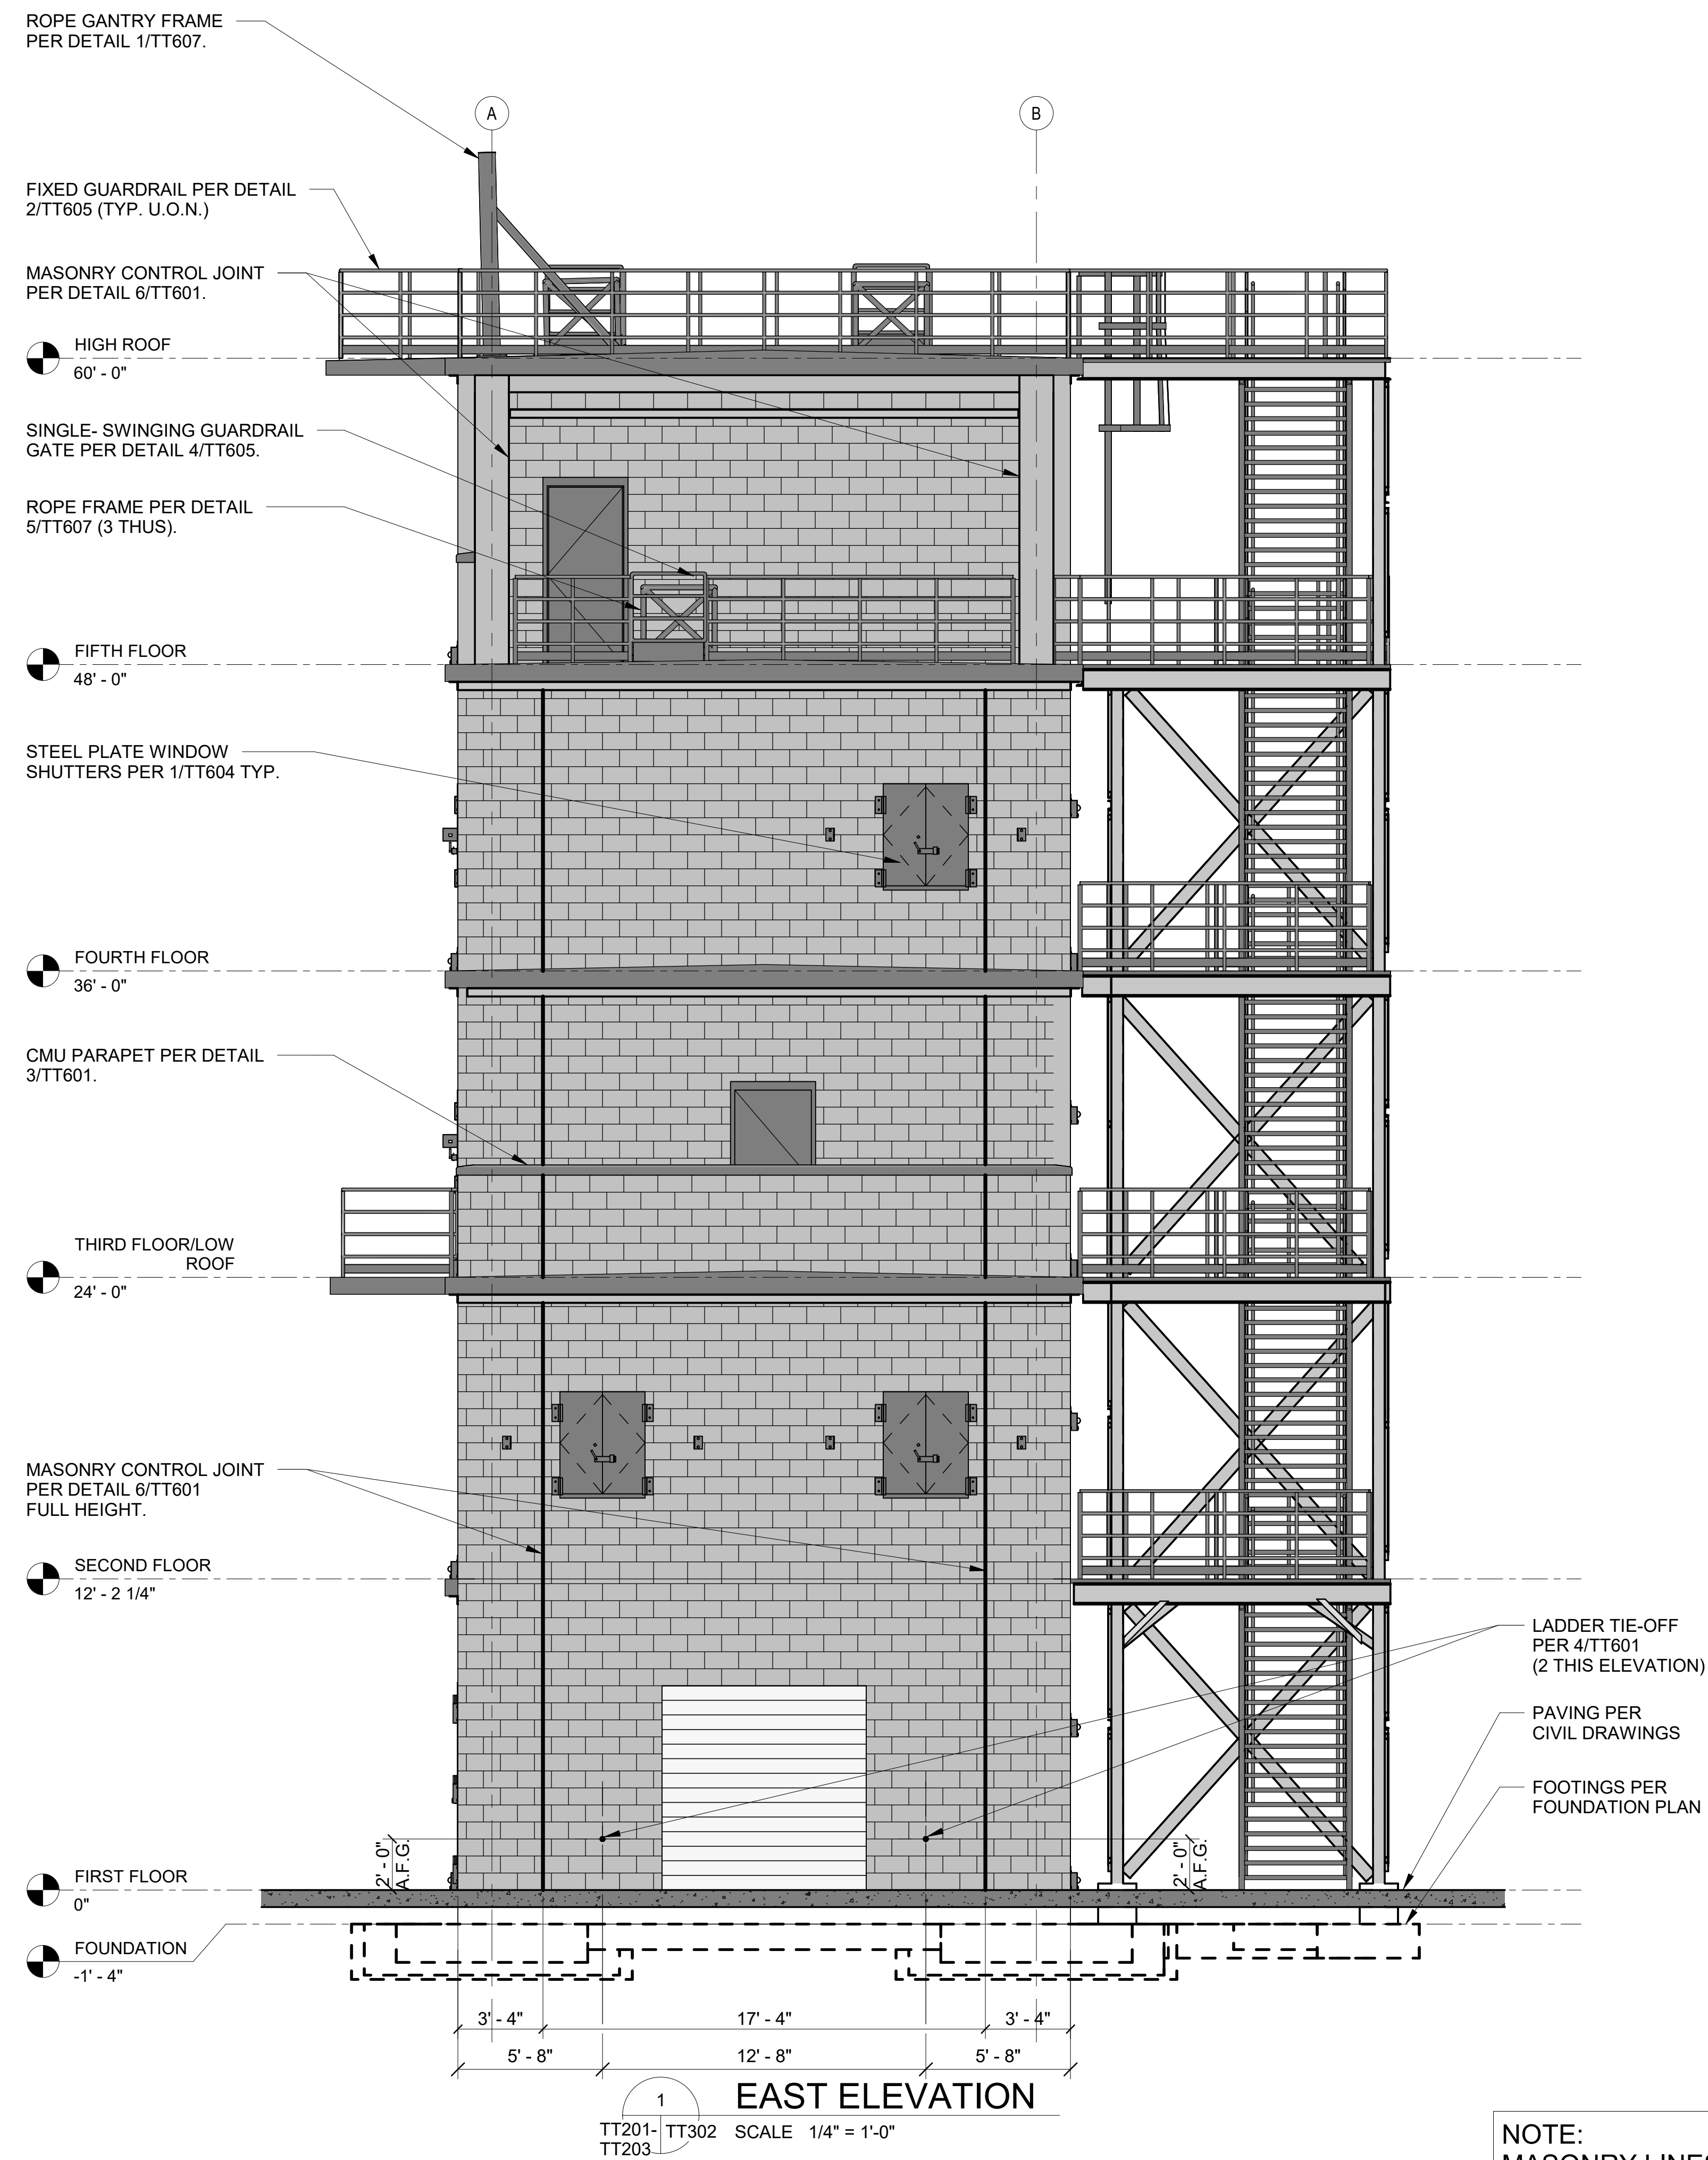 ROPE GANTRY FRAME
PER DETAIL 1/TT607.
A
B
FIXED GUARDRAIL PER DETAIL
2/TT605 (TYP. U.O.N.)
MASONRY CONTROL JOINT
PER DETAIL 6/TT601.
HIGH ROOF
60' - 0"
SINGLE- SWINGING GUARDRAIL
GATE PER DETAIL 4/TT605.
ROPE FRAME PER DETAIL
5/TT607 (3 THUS).
FIFTH FLOOR
48' - 0"
STEEL PLATE WINDOW
SHUTTERS PER 1/TT604 TYP.
FOURTH FLOOR
36' - 0"
CMU PARAPET PER DETAIL
3/TT601.
THIRD FLOOR/LOW
ROOF
24' - 0"
MASONRY CONTROL JOINT
PER DETAIL 6/TT601
FULL HEIGHT.
SECOND FLOOR
12' - 2 1/4"
LADDER TIE-OFF
PER 4/TT601
(2 THIS ELEVATION)
PAVING PER
CIVIL DRAWINGS
FOOTINGS PER
FOUNDATION PLAN
2' - 0"
A.F.G.
2' - 0"
A.F.G.
FIRST FLOOR
0"
FOUNDATION
-1' - 4"
3' - 4"
17' - 4"
3' - 4"
5' - 8"
12' - 8"
5' - 8"
1
EAST ELEVATION
TT201-
TT203
TT302
SCALE 1/4" = 1'-0"
NOTE: